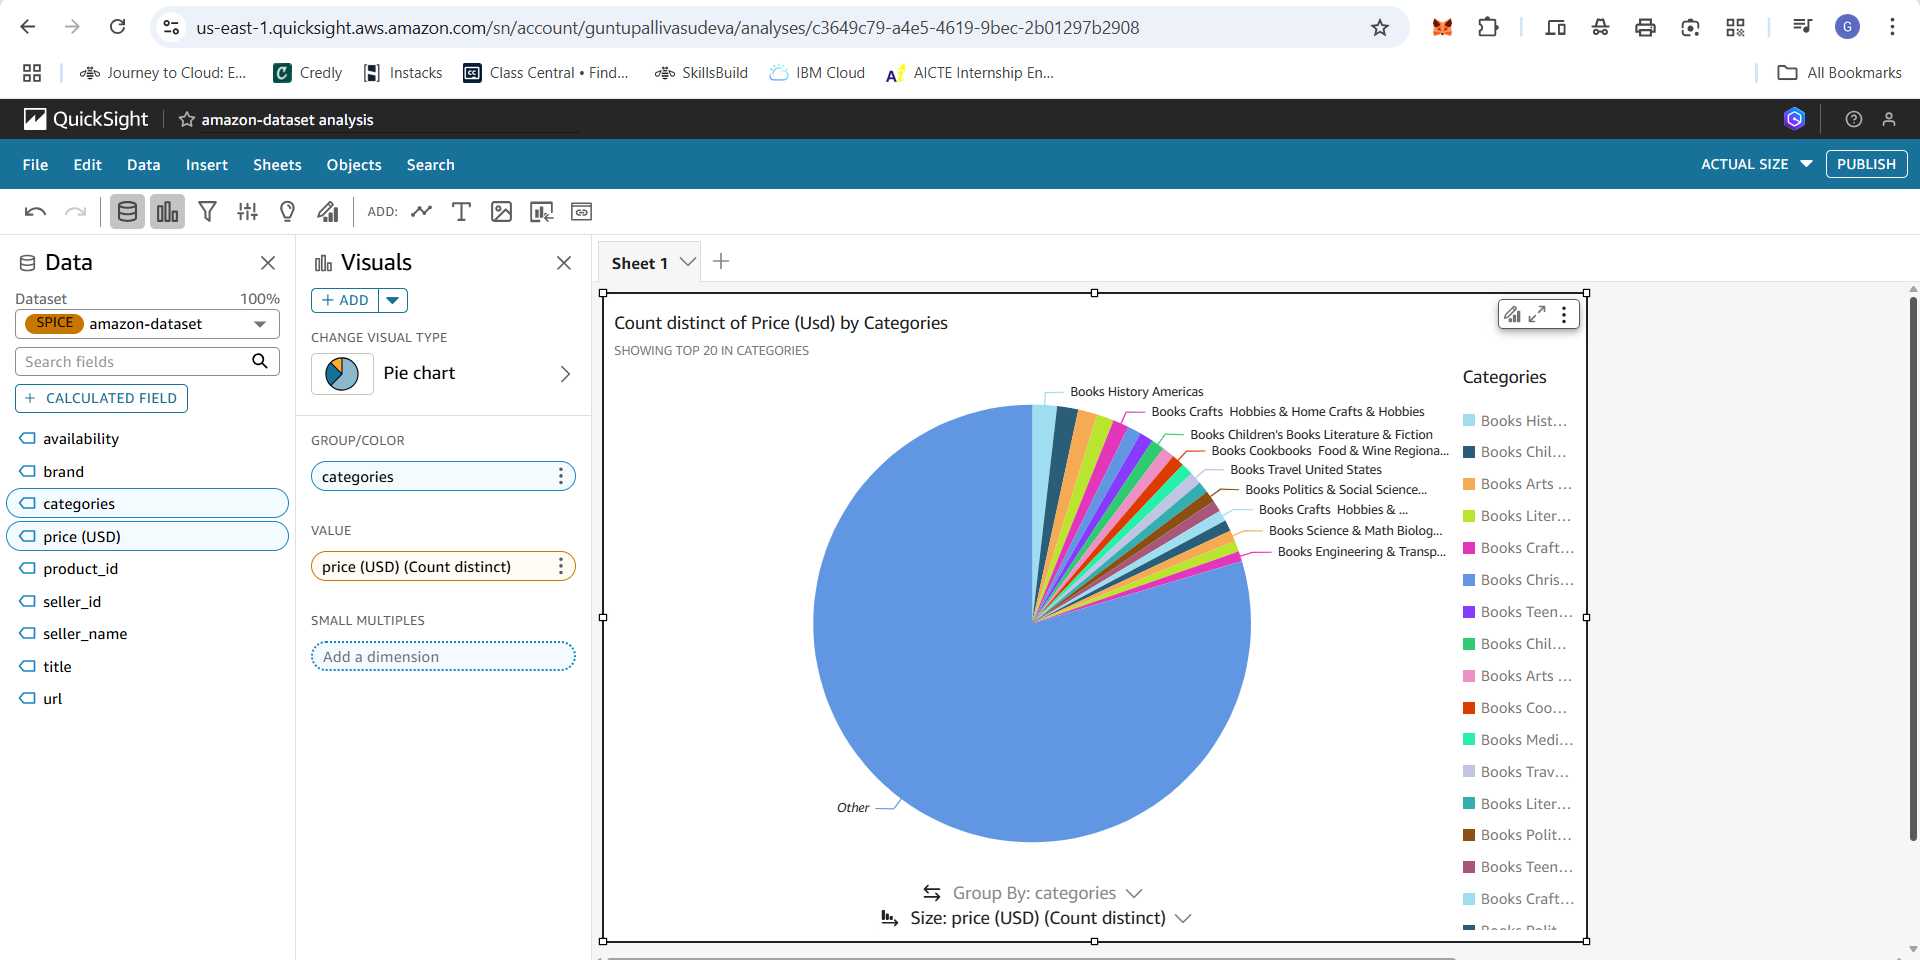 us-east-1.quicksight.aws.amazon.com/sn/account/guntupallivasudeva/analyses/c3649c79-a4e5-4619-9bec-2b01297b2908
G
Journey to Cloud: E...
Credly
Instacks
Class Central • Find...
SkillsBuild
IBM Cloud
AICTE Internship En...
All Bookmarks
QuickSight
amazon-dataset analysis
File
Edit
Data
Insert
Sheets
Objects
Search
ACTUAL SIZE
PUBLISH
ADD:
Data
Dataset
100%
SPICE amazon-dataset
Search fields
+ CALCULATED FIELD
availability
brand
categories
price (USD)
product_id
seller_id
seller_name
title
url
Visuals
+ ADD
CHANGE VISUAL TYPE
Pie chart
GROUP/COLOR
categories
VALUE
price (USD) (Count distinct)
SMALL MULTIPLES
Add a dimension
Sheet 1
Count distinct of Price (Usd) by Categories
SHOWING TOP 20 IN CATEGORIES
Books History Americas
Books Crafts  Hobbies & Home Crafts & Hobbies
Books Children's Books Literature & Fiction
Books Cookbooks  Food & Wine Regiona...
Books Travel United States
Books Politics & Social Science...
Books Crafts  Hobbies & ...
Books Science & Math Biolog...
Books Engineering & Transp...
Other
Group By: categories
Size: price (USD) (Count distinct)
Categories
Books Hist...
Books Chil...
Books Arts ...
Books Liter...
Books Craft...
Books Chris...
Books Teen...
Books Chil...
Books Arts ...
Books Coo...
Books Medi...
Books Trav...
Books Liter...
Books Polit...
Books Teen...
Books Craft...
Books Polit...